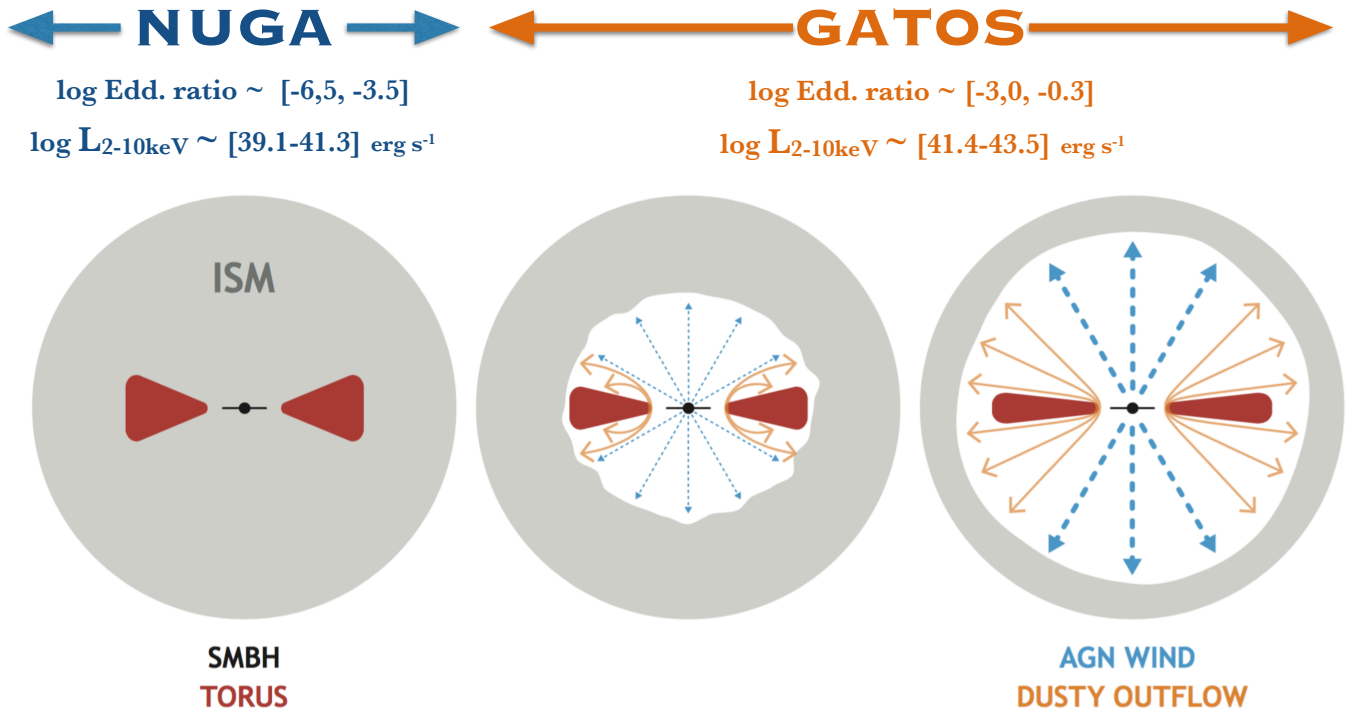 NUGA
GATOS
log Edd. ratio ~ [-6,5, -3.5]
log Edd. ratio ~ [-3,0, -0.3]
log L2-10keV ~ [39.1-41.3] erg s-1
log L2-10keV ~ [41.4-43.5] erg s-1
ISM
SMBH
TORUS
AGN WIND
DUSTY OUTFLOW